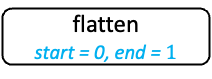 flatten
start = 0, end = 1